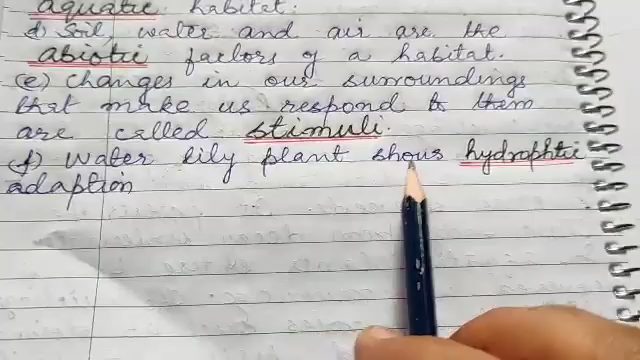 aquatic habitat.
d) Soil, water and air are the
abiotic factors of a habitat.
(e) Changes in our surroundings
that make us respond to them
are called stimuli.
(f) Water lily plant shous hydrophtic
adaption